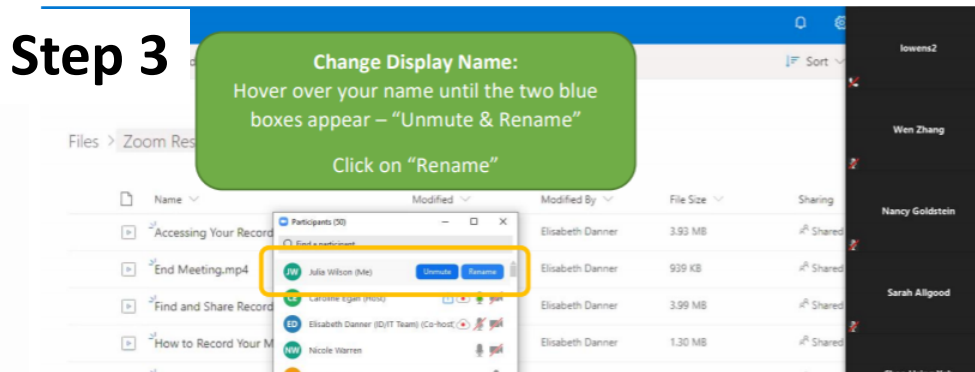 Step 3
Change Display Name:
Hover over your name until the two blue
boxes appear – “Unmute & Rename”
Click on “Rename”
Sort
lowens2
Wen Zhang
Nancy Goldstein
Sarah Allgood
Files > Zoom Res
Name Modified Modified By File Size Sharing
Accessing Your Record Elisabeth Danner 3.93 MB Shared
End Meeting.mp4 Elisabeth Danner 939 KB Shared
Find and Share Record Elisabeth Danner 3.99 MB Shared
How to Record Your M Elisabeth Danner 1.30 MB Shared
Participants (50)
Find a participant
JW Julia Wilson (Me) Unmute Rename
CE Caroline Egan (Host)
ED Elisabeth Danner (ID/IT Team) (Co-host,
NW Nicole Warren